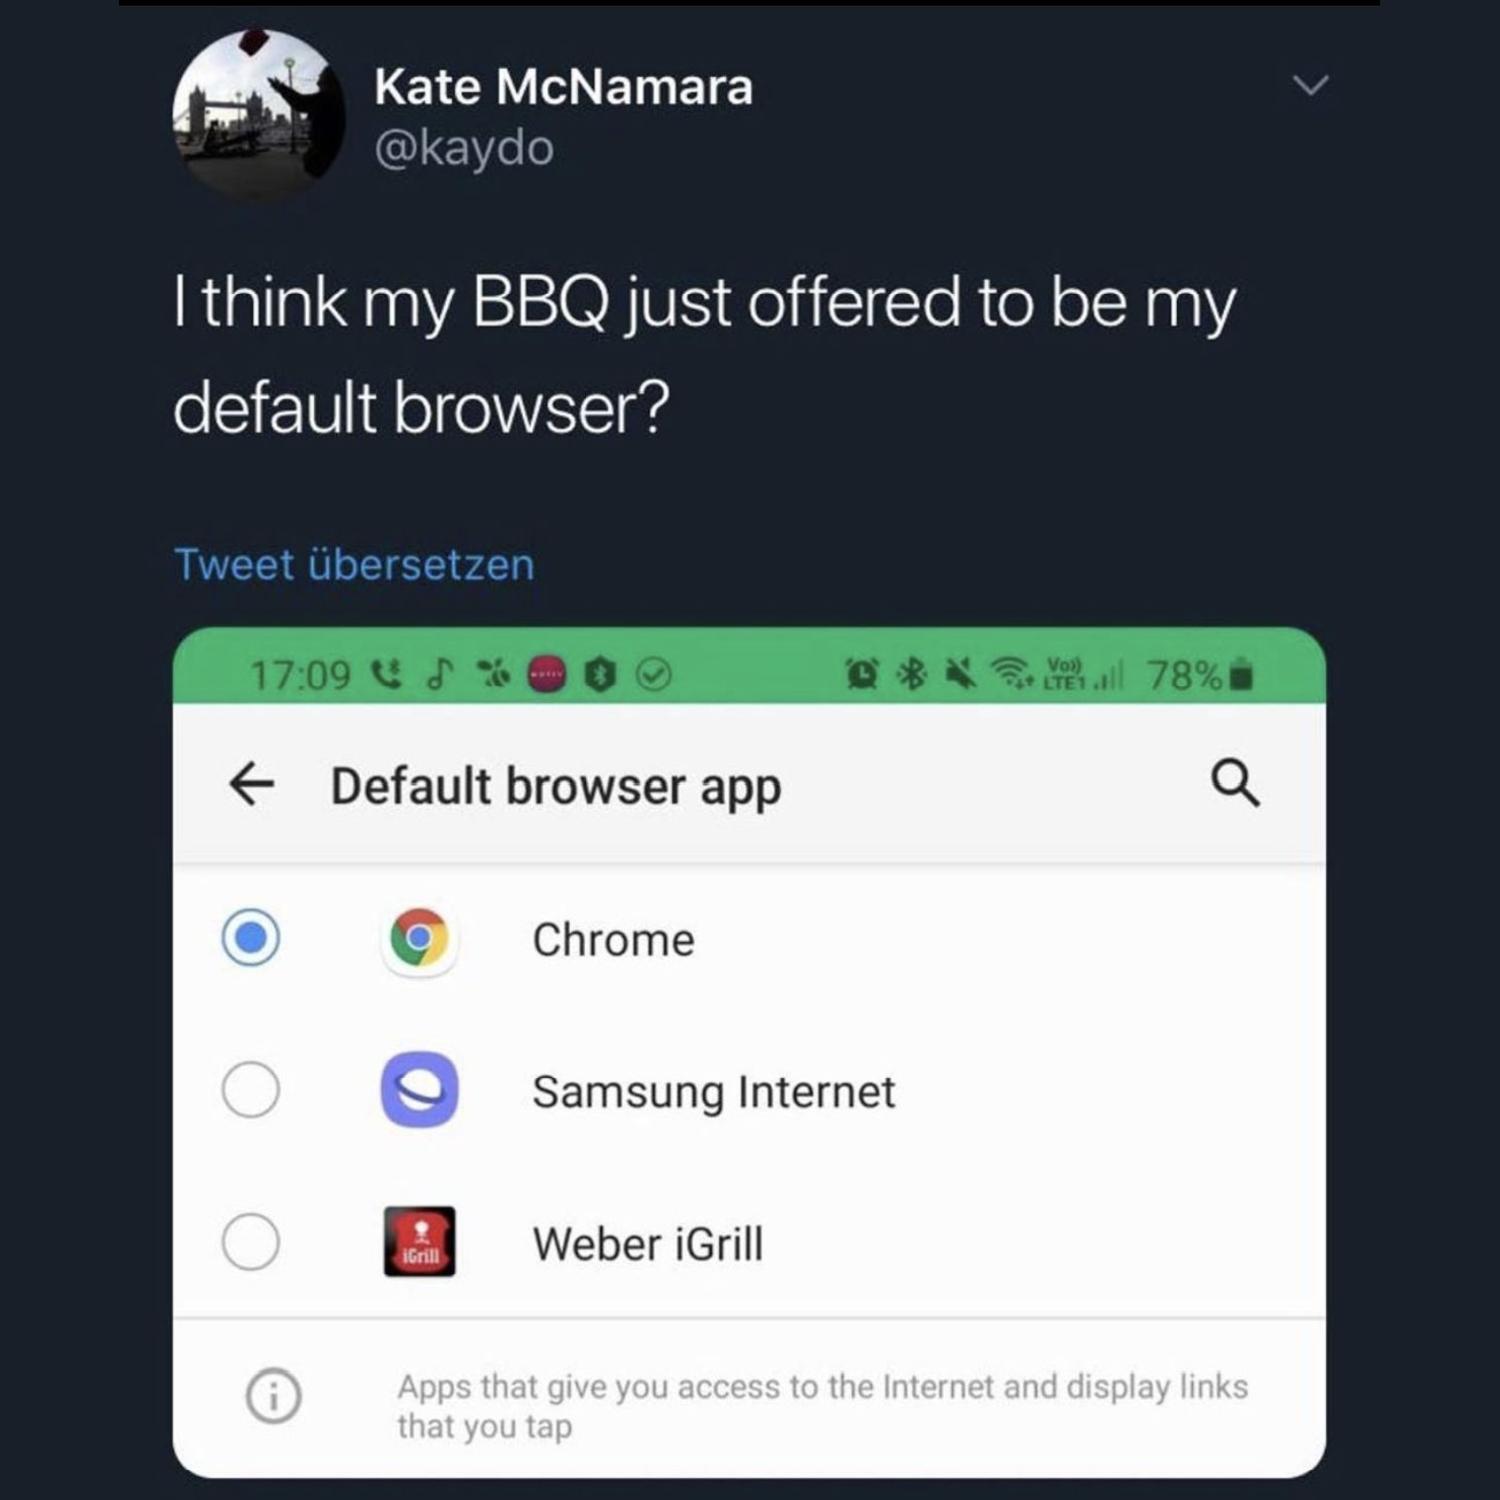 Kate McNamara
@kaydo
I think my BBQ just offered to be my
default browser?
Tweet übersetzen
17:09 Vo)) LTE1 78%
Default browser app
Chrome
Samsung Internet
iGrill
Weber iGrill
Apps that give you access to the Internet and display links
that you tap